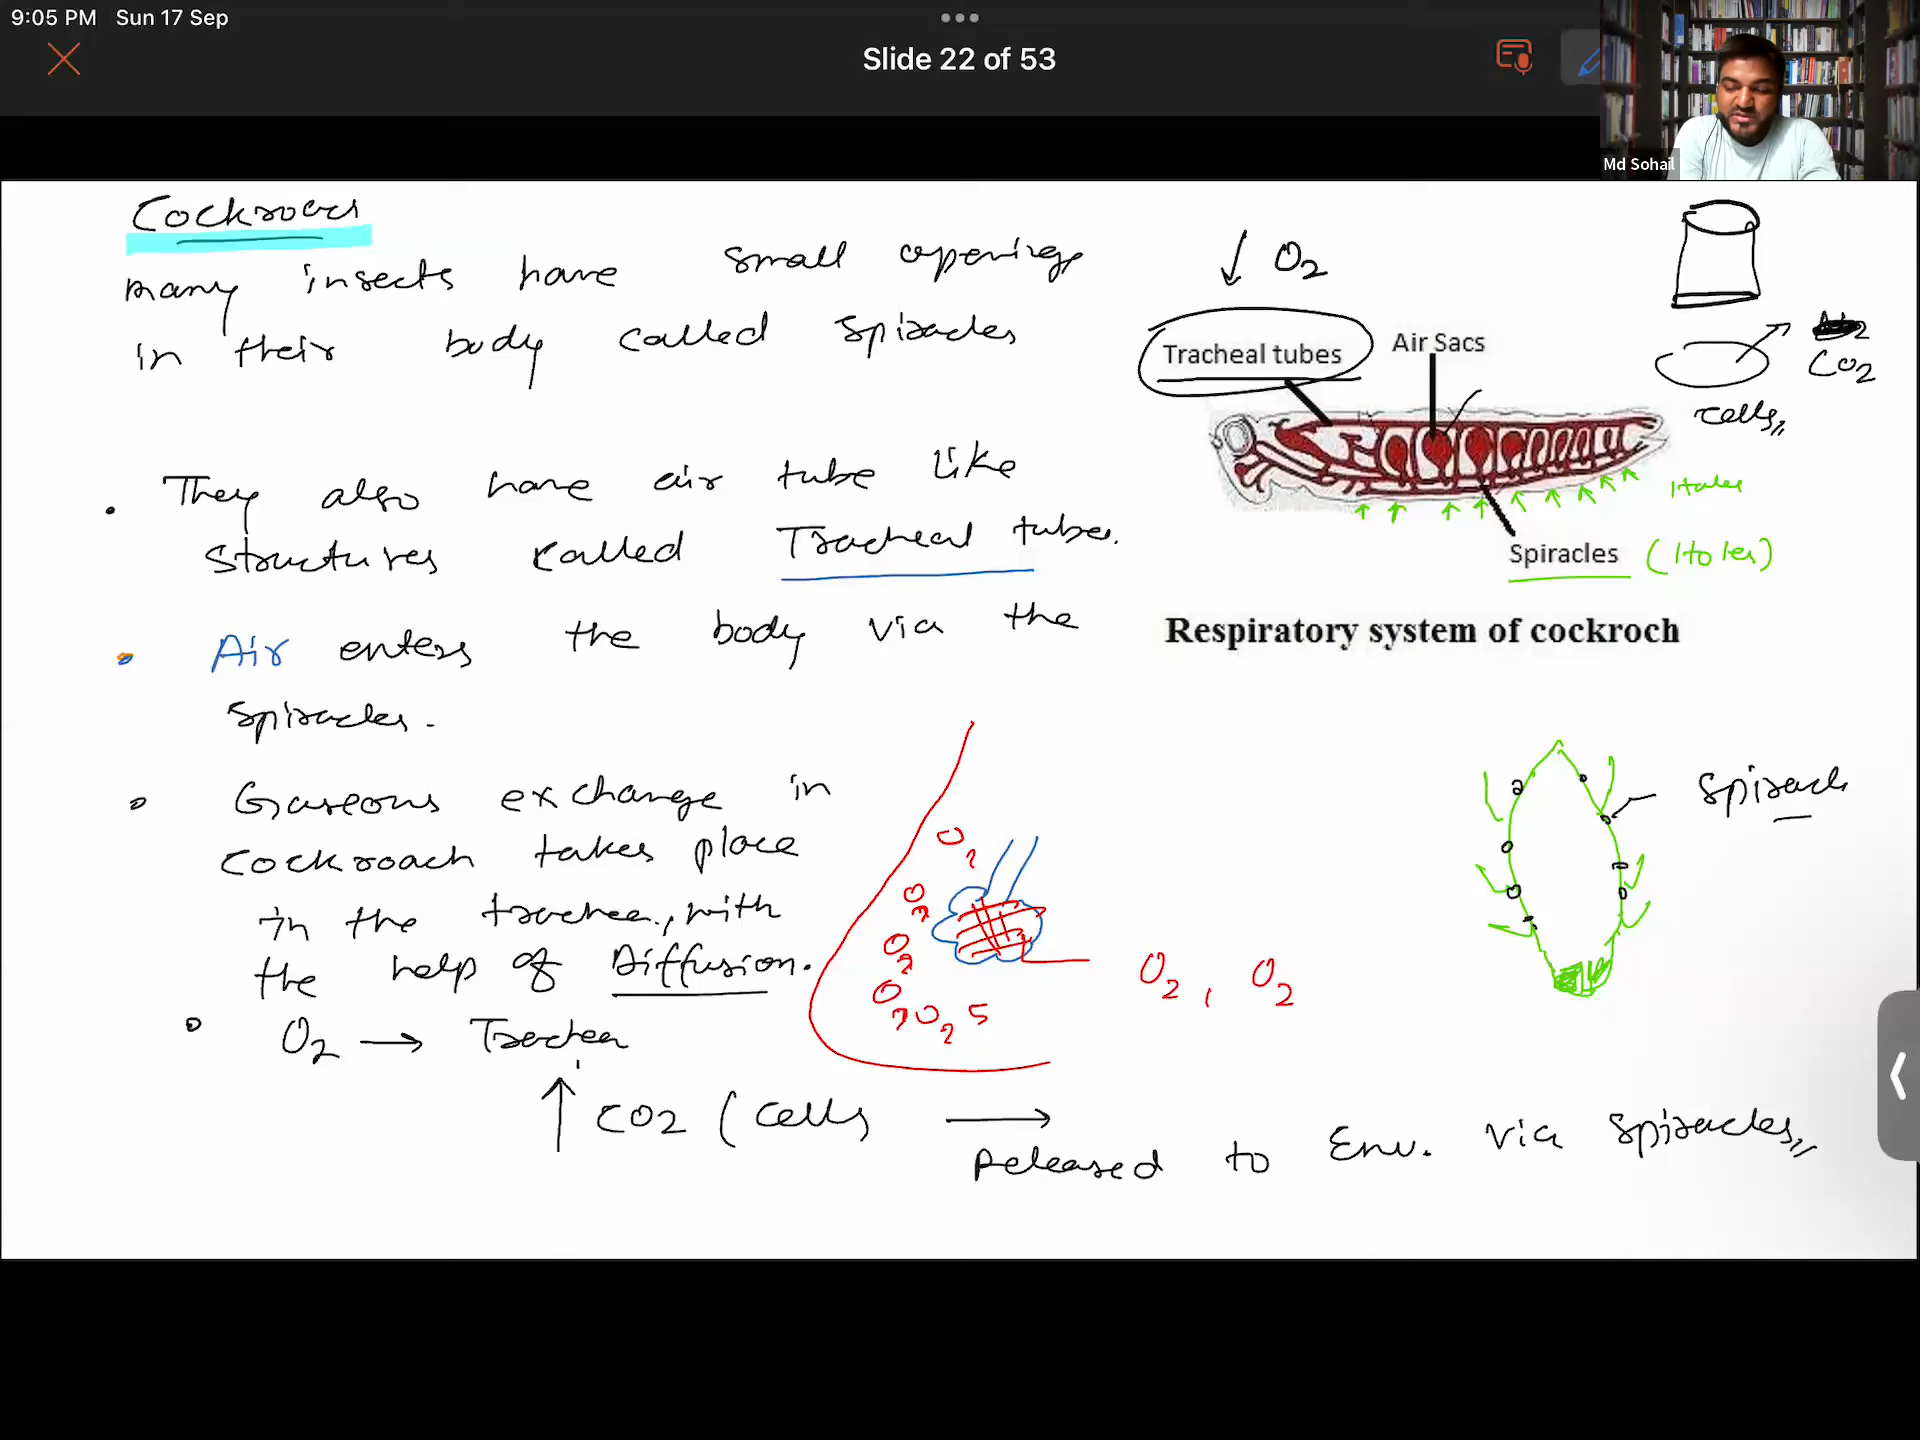 9:05 PM Sun 17 Sep
Slide 22 of 53
Md Sohail
Cockroach
many insects have small openings
in their body called spiracles
• They also have air tube like
structures called Tracheal tubes.
• Air enters the body via the
spiracles.
• Gaseous exchange in
cockroach takes place
in the trachea, with
the help of Diffusion.
• O2 → Trachea
↑ CO2 (cells → Released to Env. via spiracles
↓ O2
Tracheal tubes
Air Sacs
Holes
Spiracles (Holes)
Respiratory system of cockroch
CO2
cells
Spiracle
O2
O2
O2
O2
O2
O2, O2